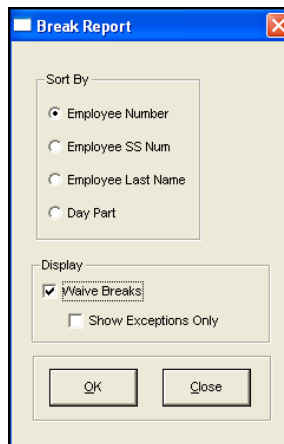 Break Report
Sort By
Employee Number
Employee SS Num
Employee Last Name
Day Part
Display
Waive Breaks
Show Exceptions Only
OK
Close